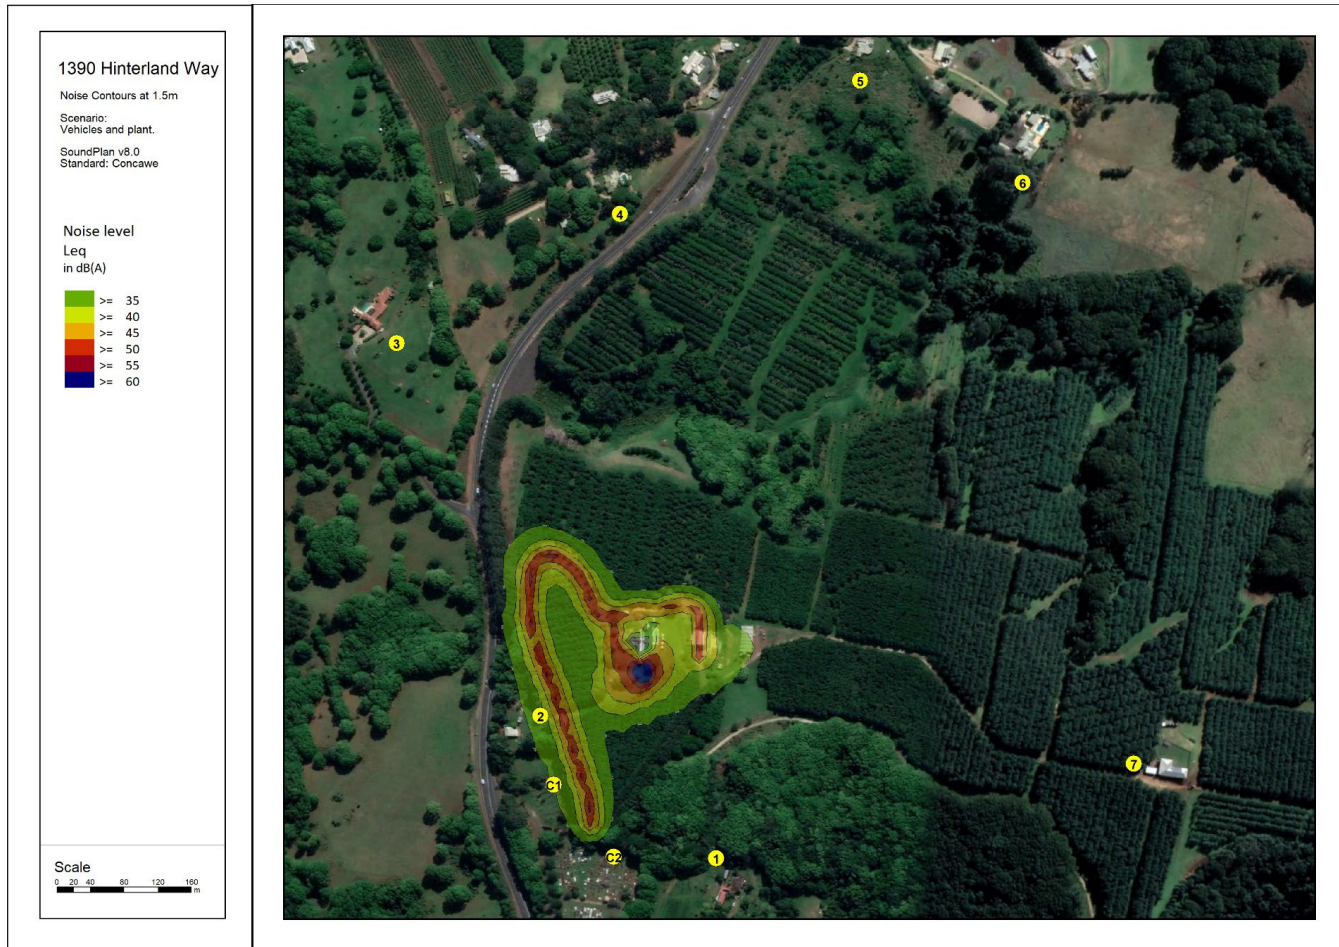 1390 Hinterland Way
Noise Contours at 1.5m
Scenario:
Vehicles and plant.
SoundPlan v8.0
Standard: Concawe
Noise level
Leq
in dB(A)
>= 35
>= 40
>= 45
>= 50
>= 55
>= 60
Scale
0 20 40 80 120 160
m
5
6
4
3
2
7
C1
C2
1